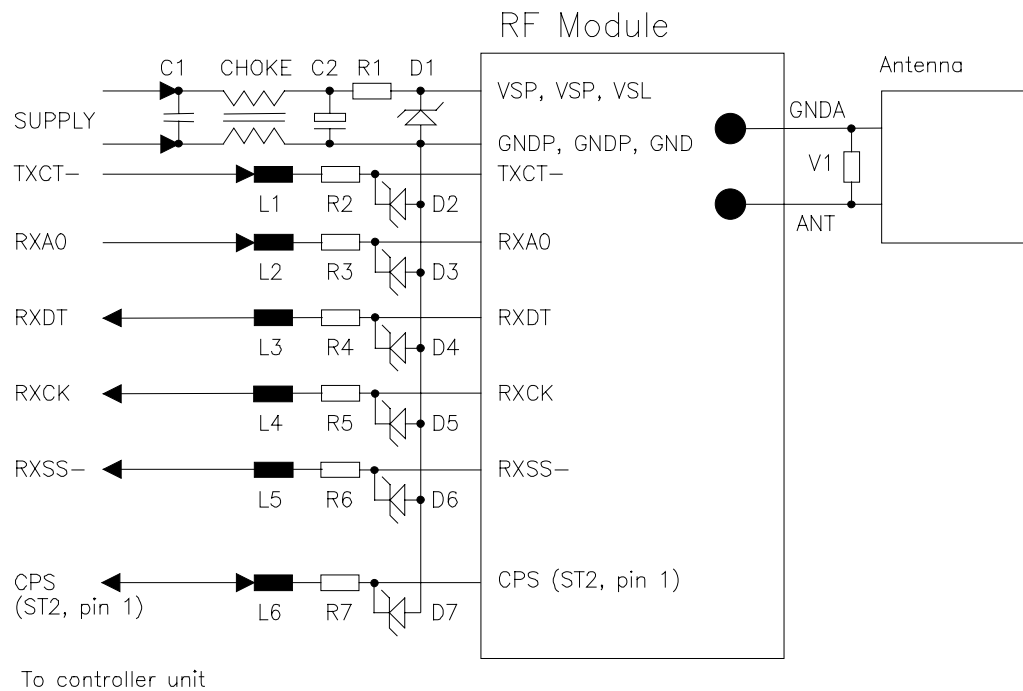 RF Module
C1 CHOKE C2 R1 D1
Antenna
SUPPLY
VSP, VSP, VSL
GNDA
GNDP, GNDP, GND
V1
TXCT-
TXCT-
L1 R2 D2
ANT
RXA0
RXA0
L2 R3 D3
RXDT
RXDT
L3 R4 D4
RXCK
RXCK
L4 R5 D5
RXSS-
RXSS-
L5 R6 D6
CPS
(ST2, pin 1)
CPS (ST2, pin 1)
L6 R7 D7
To controller unit